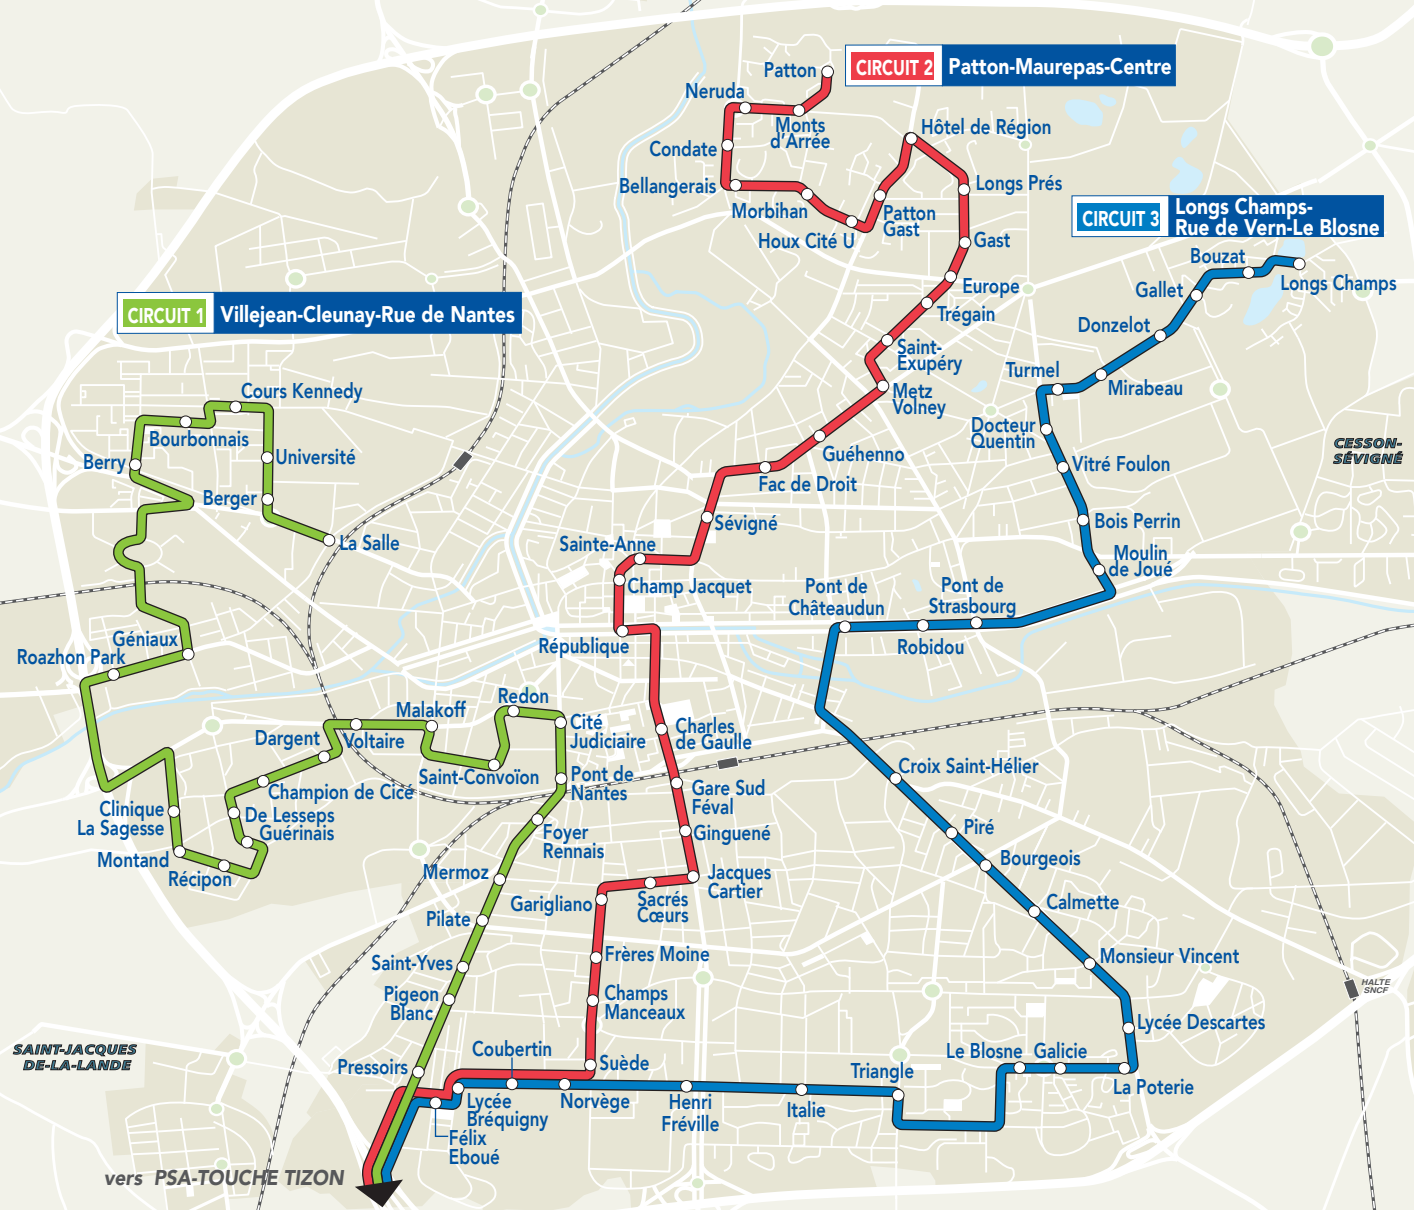 CIRCUIT 2 Patton-Maurepas-Centre
Patton
Neruda
Monts
d'Arrée
Condate
Bellangerais
Morbihan
Houx Cité U
Patton
Gast
Hôtel de Région
Longs Prés
Gast
Europe
Trégain
Saint-
Exupéry
Metz
Volney
Guéhenno
Fac de Droit
Sévigné
Sainte-Anne
Champ Jacquet
République
Charles
de Gaulle
Gare Sud
Féval
Ginguené
Jacques
Cartier
Sacrés
Cœurs
Garigliano
Frères Moine
Champs
Manceaux
Suède
CIRCUIT 3 Longs Champs-
Rue de Vern-Le Blosne
Bouzat
Longs Champs
Gallet
Donzelot
Mirabeau
Turmel
Docteur
Quentin
Vitré Foulon
Bois Perrin
Moulin
de Joué
Pont de
Strasbourg
Robidou
Pont de
Châteaudun
Croix Saint-Hélier
Piré
Bourgeois
Calmette
Monsieur Vincent
Lycée Descartes
La Poterie
Galicie
Le Blosne
Triangle
Italie
Henri
Fréville
Norvège
Coubertin
Lycée
Bréquigny
Félix
Eboué
CIRCUIT 1 Villejean-Cleunay-Rue de Nantes
La Salle
Berger
Université
Cours Kennedy
Bourbonnais
Berry
Géniaux
Roazhon Park
Clinique
La Sagesse
Montand
Récipon
Guérinais
De Lesseps
Champion de Cicé
Dargent
Voltaire
Malakoff
Saint-Convoïon
Redon
Cité
Judiciaire
Pont de
Nantes
Foyer
Rennais
Mermoz
Pilate
Saint-Yves
Pigeon
Blanc
Pressoirs
vers PSA-TOUCHE TIZON
CESSON-
SÉVIGNÉ
SAINT-JACQUES
DE-LA-LANDE
HALTE
SNCF